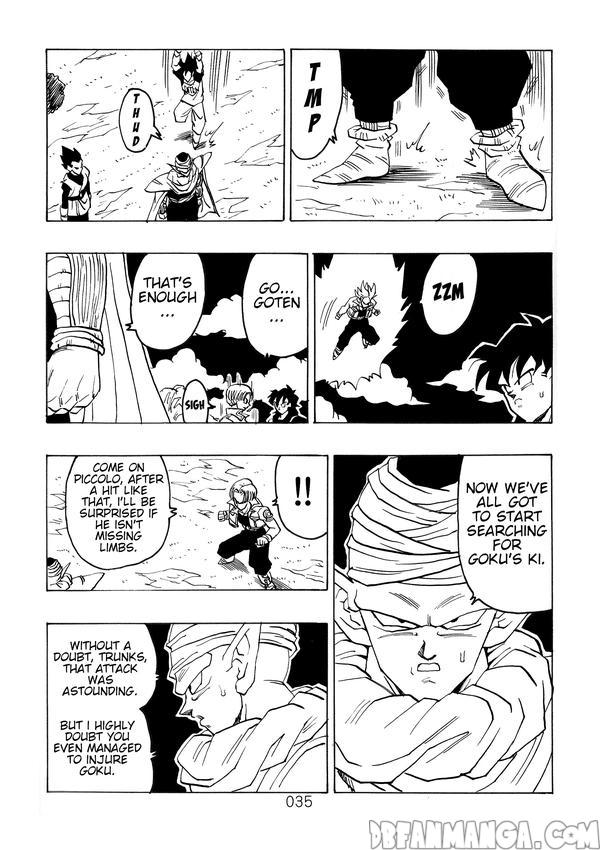 TMP
THUD
ZZM
GO...
GOTEN
...
THAT'S
ENOUGH
...
SIGH
NOW WE'VE
ALL GOT
TO START
SEARCHING
FOR
GOKU'S KI.
!!
COME ON
PICCOLO, AFTER
A HIT LIKE
THAT, I'LL BE
SURPRISED IF
HE ISN'T
MISSING
LIMBS.
WITHOUT A
DOUBT, TRUNKS,
THAT ATTACK
WAS
ASTOUNDING.
BUT I HIGHLY
DOUBT YOU
EVEN MANAGED
TO INJURE
GOKU.
035
DBFANMANGA.COM